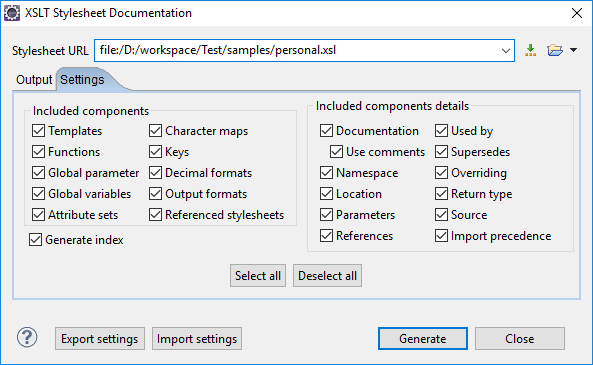 XSLT Stylesheet Documentation
Stylesheet URL file:/D:/workspace/Test/samples/personal.xsl
Output Settings
Included components
Templates Character maps
Functions Keys
Global parameter Decimal formats
Global variables Output formats
Attribute sets Referenced stylesheets
Generate index
Included components details
Documentation Used by
Use comments Supersedes
Namespace Overriding
Location Return type
Parameters Source
References Import precedence
Select all Deselect all
? Export settings Import settings Generate Close